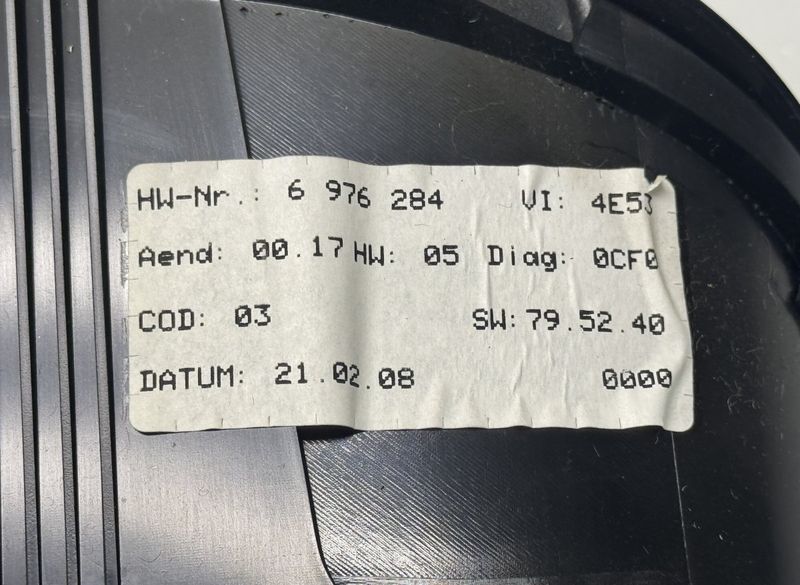 HW-Nr.: 6 976 284 VI: 4E53
Aend: 00.17 HW: 05 Diag: 0CF0
COD: 03 SW: 79.52.40
DATUM: 21.02.08 0000